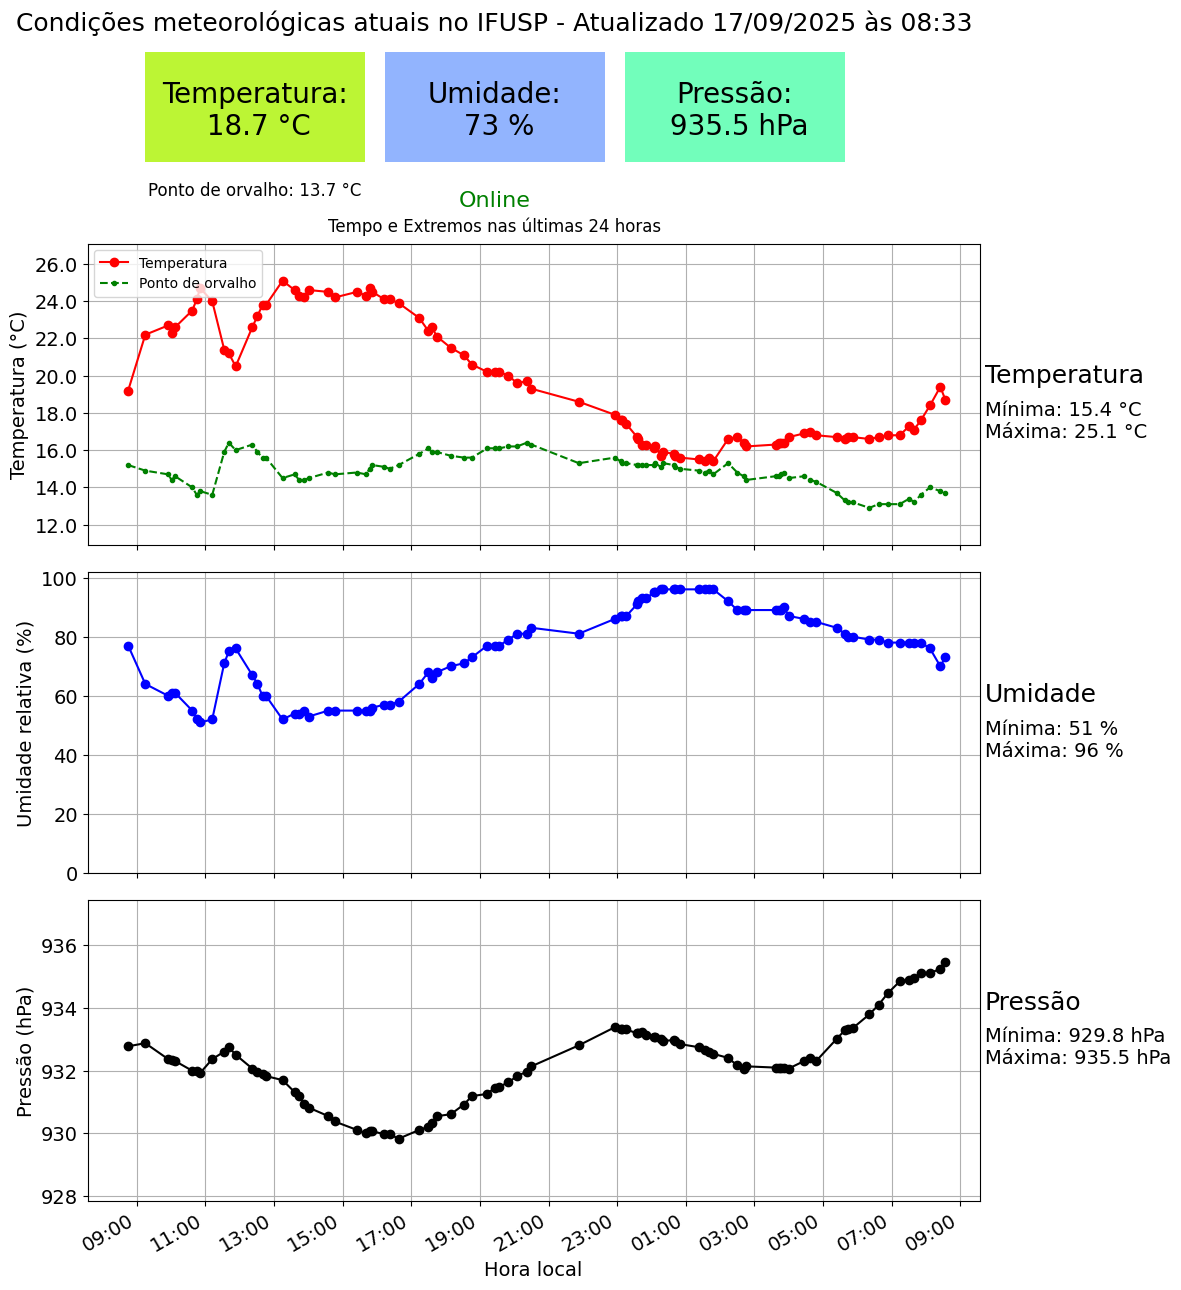 Condições meteorológicas atuais no IFUSP - Atualizado 17/09/2025 às 08:33
Temperatura:
18.7 °C
Umidade:
73 %
Pressão:
935.5 hPa
Ponto de orvalho: 13.7 °C
Online
Tempo e Extremos nas últimas 24 horas
Temperatura
Ponto de orvalho
Temperatura (°C)
26.0
24.0
22.0
20.0
18.0
16.0
14.0
12.0
Temperatura
Mínima: 15.4 °C
Máxima: 25.1 °C
Umidade relativa (%)
100
80
60
40
20
0
Umidade
Mínima: 51 %
Máxima: 96 %
Pressão (hPa)
936
934
932
930
928
Pressão
Mínima: 929.8 hPa
Máxima: 935.5 hPa
09:00 11:00 13:00 15:00 17:00 19:00 21:00 23:00 01:00 03:00 05:00 07:00 09:00
Hora local